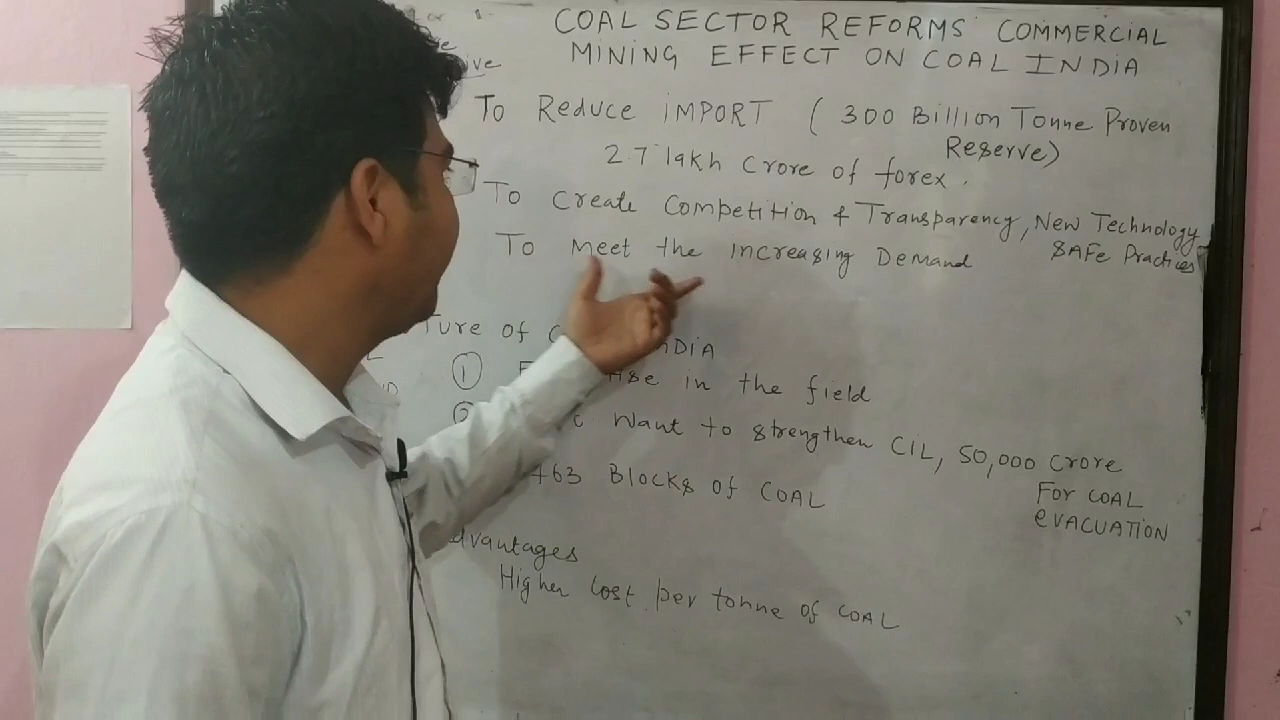 COAL SECTOR REFORMS COMMERCIAL
MINING EFFECT ON COAL INDIA
To Reduce IMPORT ( 300 Billion Tonne Proven
Reserve)
2.7 lakh Crore of forex.
To Create Competition & Transparency, New Technology
SAFe Practices
To Meet the Increasing Demand
Ture of
NDIA
1 in the field
Want to strengthen CIL, 50,000 Crore
FOR COAL
eVACUATION
463 Blocks of COAL
dvantages
Higher Cost per tonne of COAL